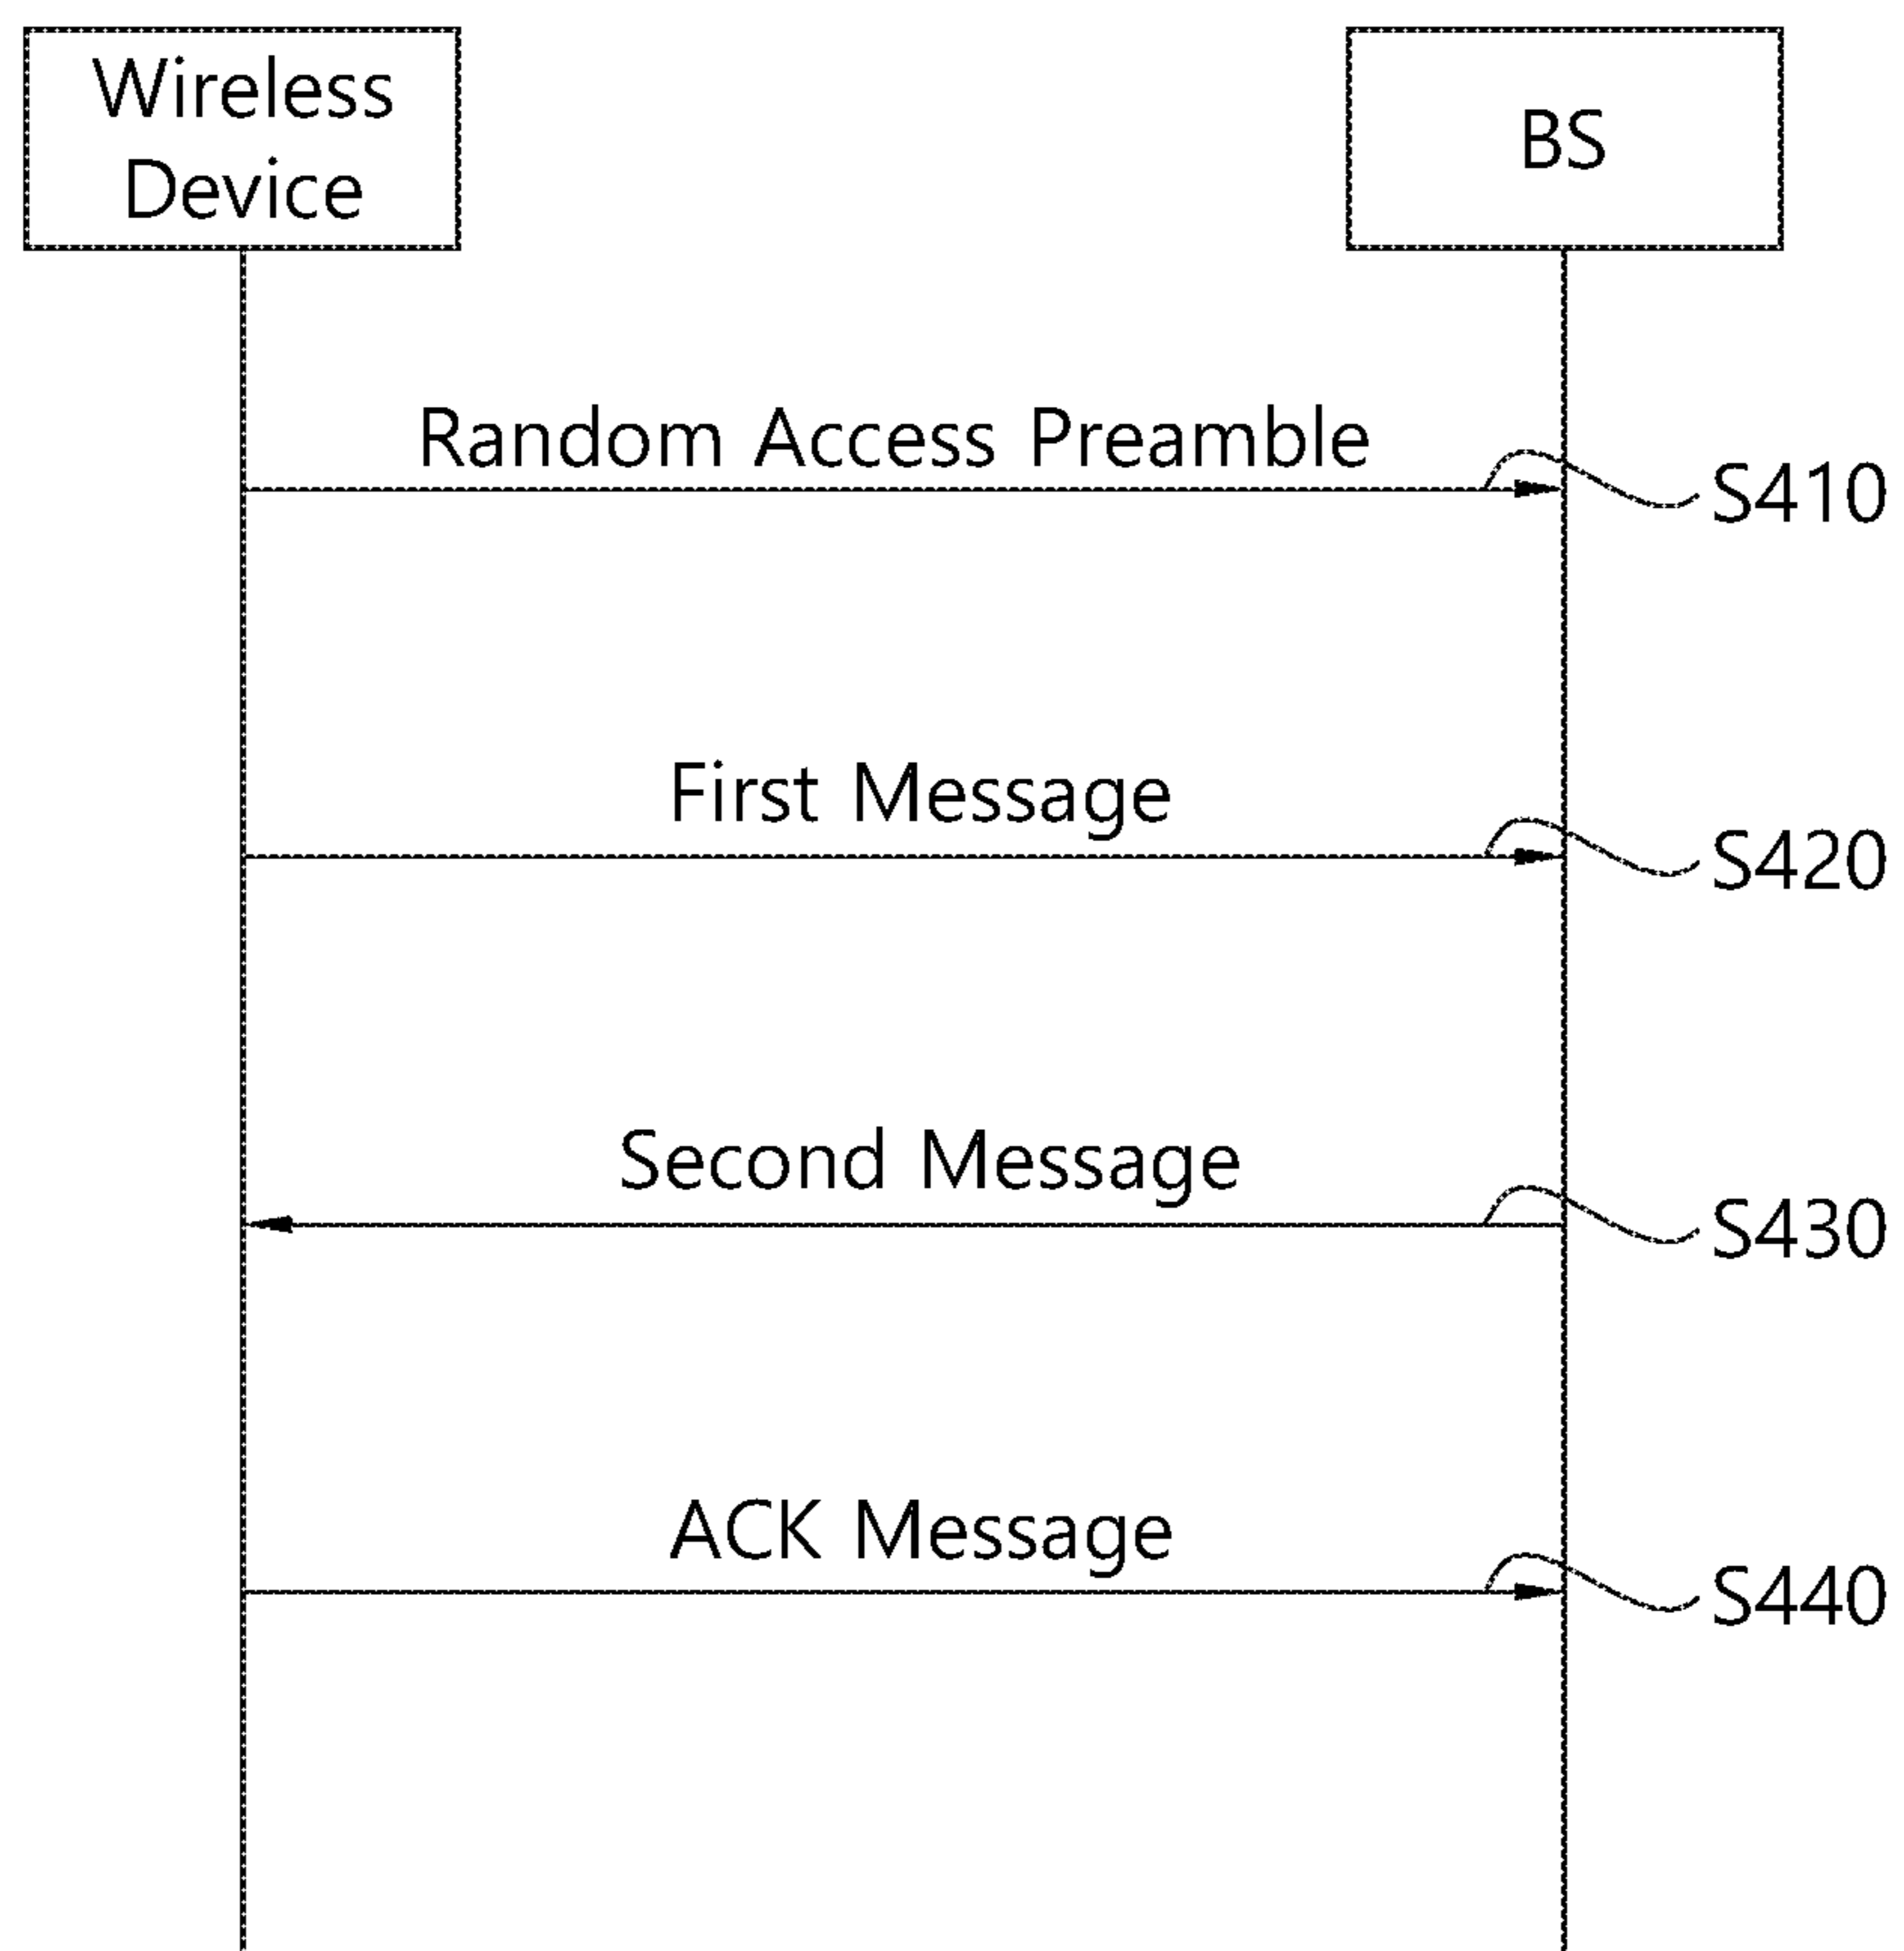 Wireless
Device
BS
Random Access Preamble
S410
First Message
S420
Second Message
S430
ACK Message
S440